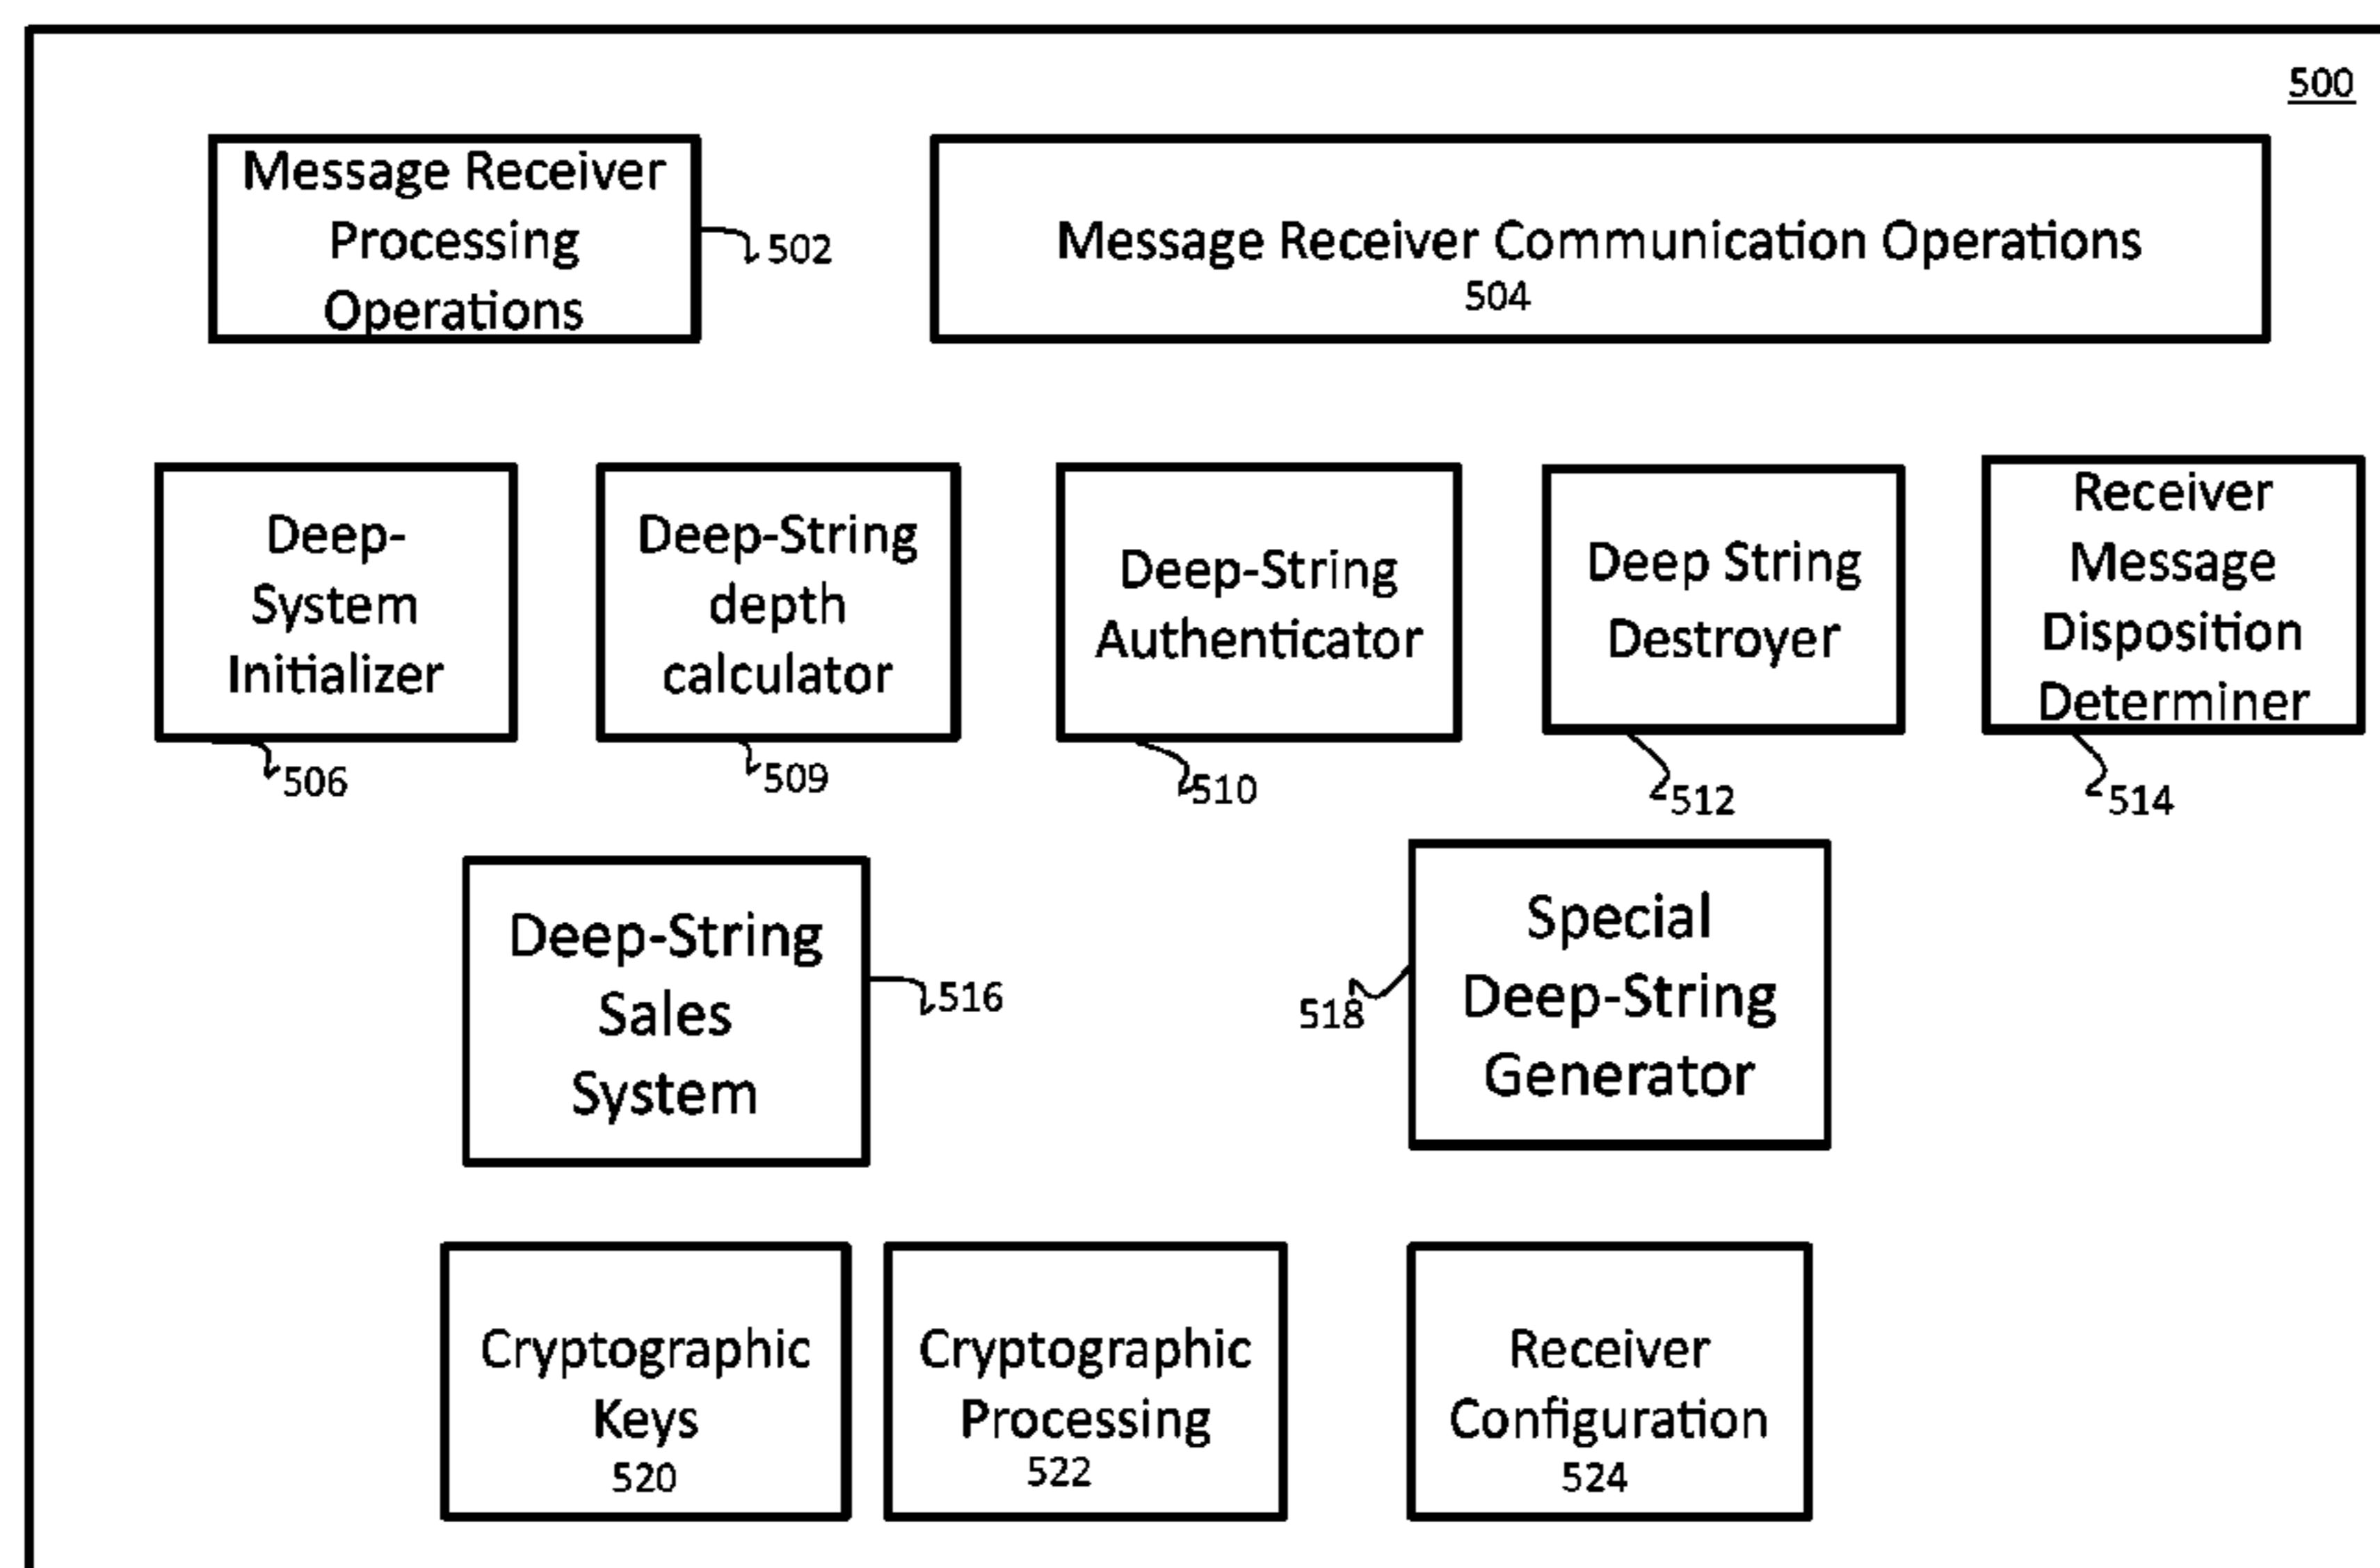 500
Message Receiver
Processing
Operations
502
Message Receiver Communication Operations
504
Deep-
System
Initializer
506
Deep-String
depth
calculator
509
Deep-String
Authenticator
510
Deep String
Destroyer
512
Receiver
Message
Disposition
Determiner
514
Deep-String
Sales
System
516
Special
Deep-String
Generator
518
Cryptographic
Keys
520
Cryptographic
Processing
522
Receiver
Configuration
524